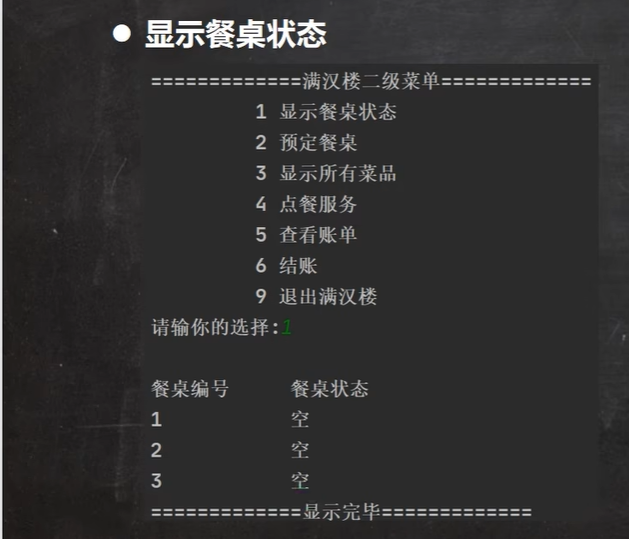 ● 显示餐桌状态
=============满汉楼二级菜单=============
1 显示餐桌状态
2 预定餐桌
3 显示所有菜品
4 点餐服务
5 查看账单
6 结账
9 退出满汉楼
请输你的选择:1
餐桌编号 餐桌状态
1 空
2 空
3 空
=============显示完毕=============